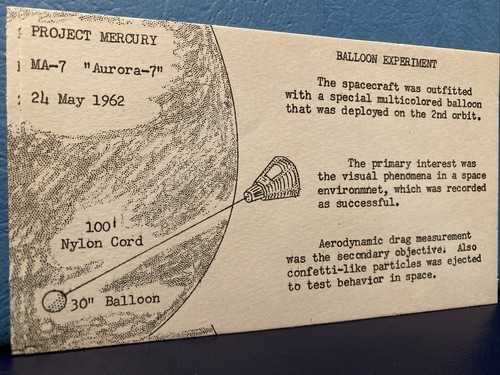 PROJECT MERCURY
MA-7 "Aurora-7"
24 May 1962
100'
Nylon Cord
30" Balloon
BALLOON EXPERIMENT
The spacecraft was outfitted
with a special multicolored balloon
that was deployed on the 2nd orbit.
The primary interest was
the visual phenomena in a space
environmnet, which was recorded
as successful.
Aerodynamic drag measurement
was the secondary objective. Also
confetti-like particles was ejected
to test behavior in space.